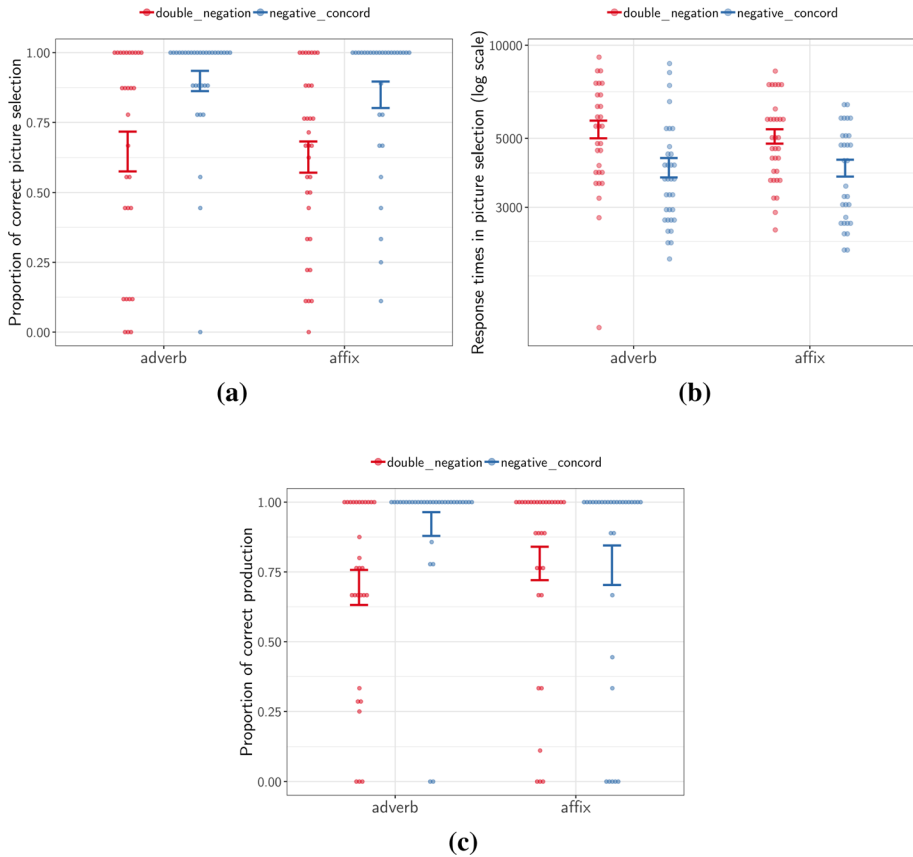 double_negation negative_concord
Proportion of correct picture selection
1.00
0.75
0.50
0.25
0.00
adverb affix
(a)
double_negation negative_concord
Response times in picture selection (log scale)
10000
5000
3000
adverb affix
(b)
double_negation negative_concord
Proportion of correct production
1.00
0.75
0.50
0.25
0.00
adverb affix
(c)